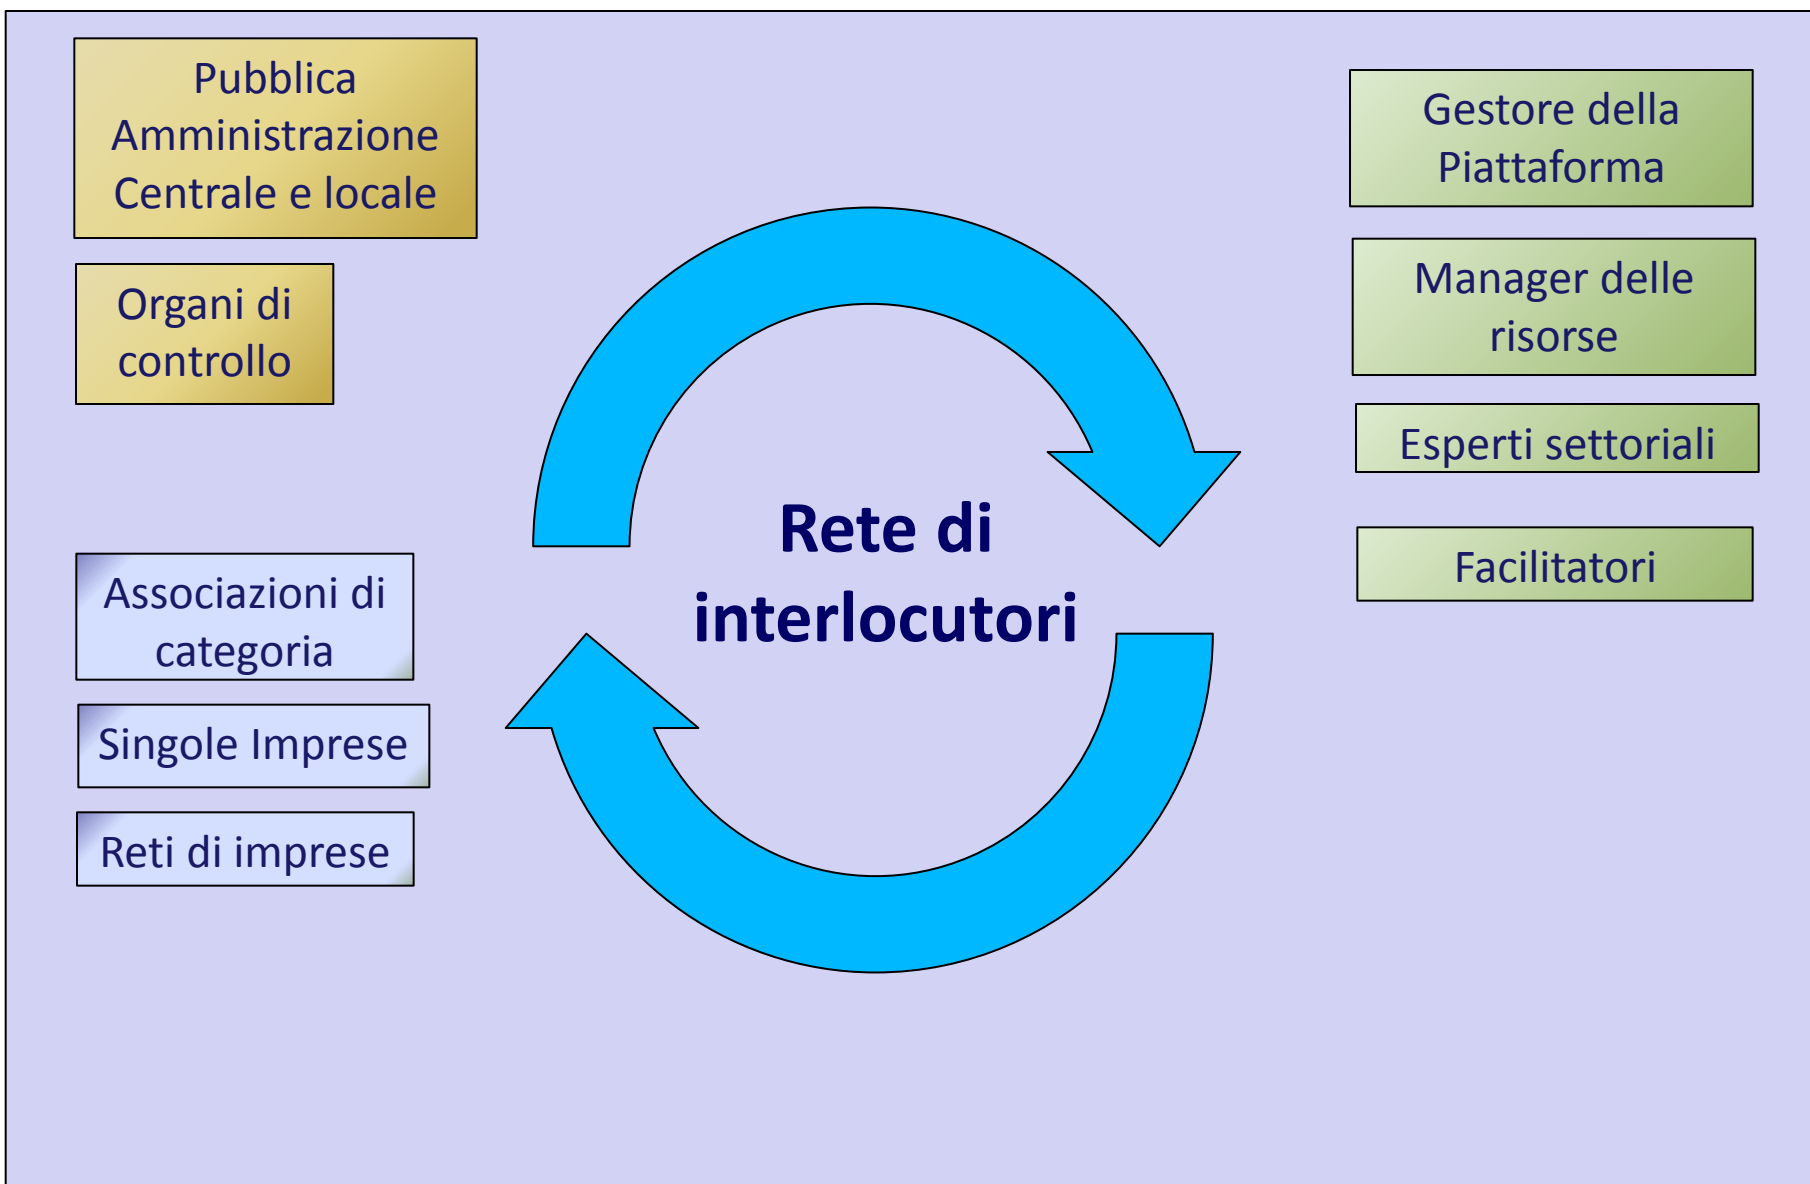 Pubblica
Amministrazione
Centrale e locale
Organi di
controllo
Associazioni di
categoria
Singole Imprese
Reti di imprese
Rete di
interlocutori
Gestore della
Piattaforma
Manager delle
risorse
Esperti settoriali
Facilitatori